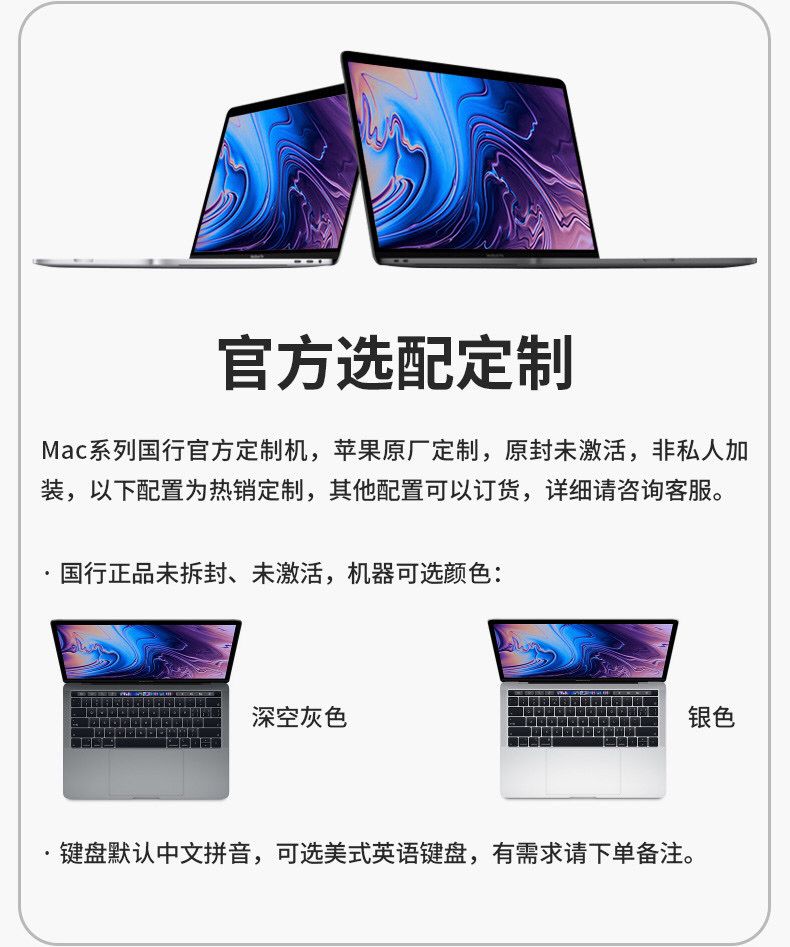 官方选配定制
Mac系列国行官方定制机，苹果原厂定制，原封未激活，非私人加
装，以下配置为热销定制，其他配置可以订货，详细请咨询客服。
· 国行正品未拆封、未激活，机器可选颜色：
深空灰色
银色
· 键盘默认中文拼音，可选美式英语键盘，有需求请下单备注。